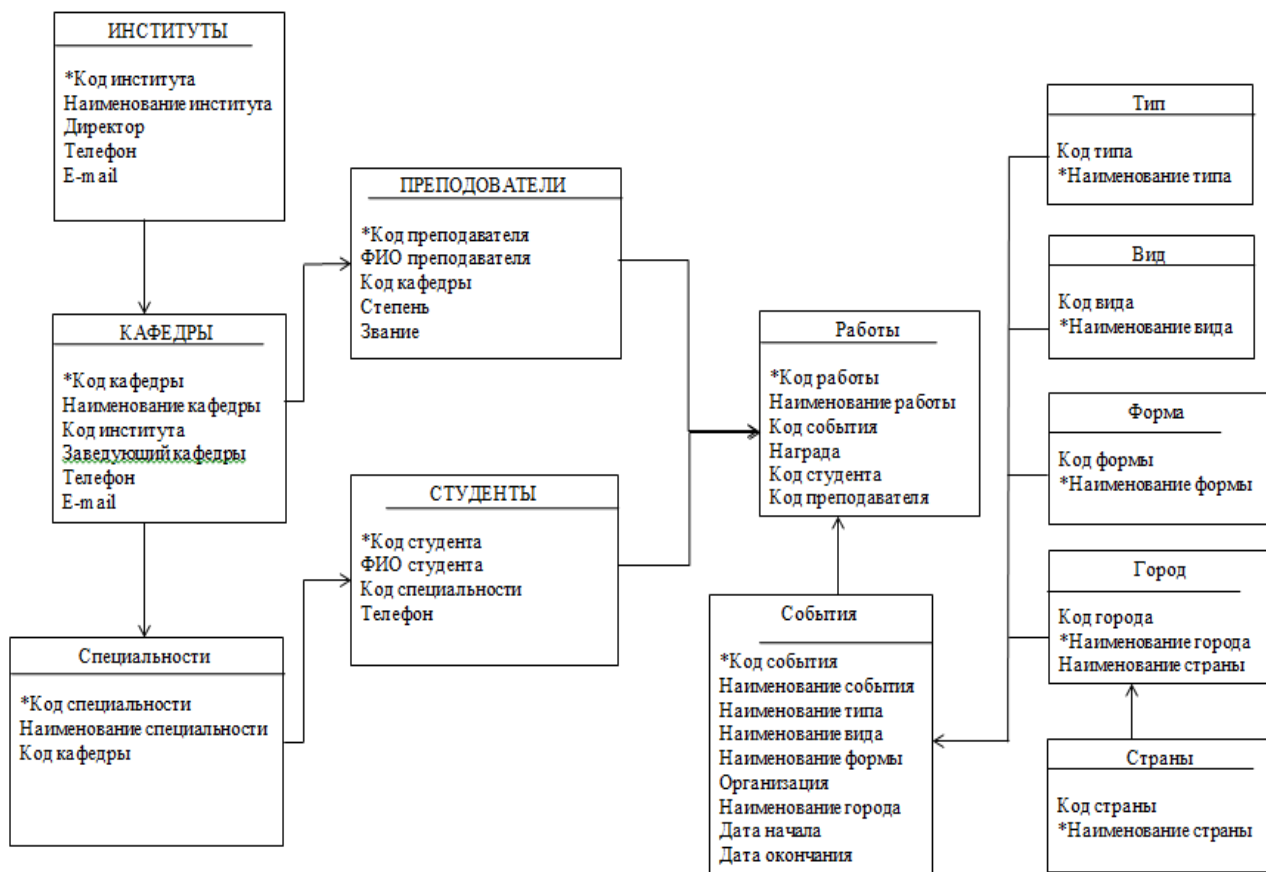 ИНСТИТУТЫ
*Код института
Наименование института
Директор
Телефон
E-mail
КАФЕДРЫ
*Код кафедры
Наименование кафедры
Код института
Заведующий кафедры
Телефон
E-mail
Специальности
*Код специальности
Наименование специальности
Код кафедры
ПРЕПОДОВАТЕЛИ
*Код преподавателя
ФИО преподавателя
Код кафедры
Степень
Звание
СТУДЕНТЫ
*Код студента
ФИО студента
Код специальности
Телефон
Работы
*Код работы
Наименование работы
Код события
Награда
Код студента
Код преподавателя
События
*Код события
Наименование события
Наименование типа
Наименование вида
Наименование формы
Организация
Наименование города
Дата начала
Дата окончания
Тип
Код типа
*Наименование типа
Вид
Код вида
*Наименование вида
Форма
Код формы
*Наименование формы
Город
Код города
*Наименование города
Наименование страны
Страны
Код страны
*Наименование страны